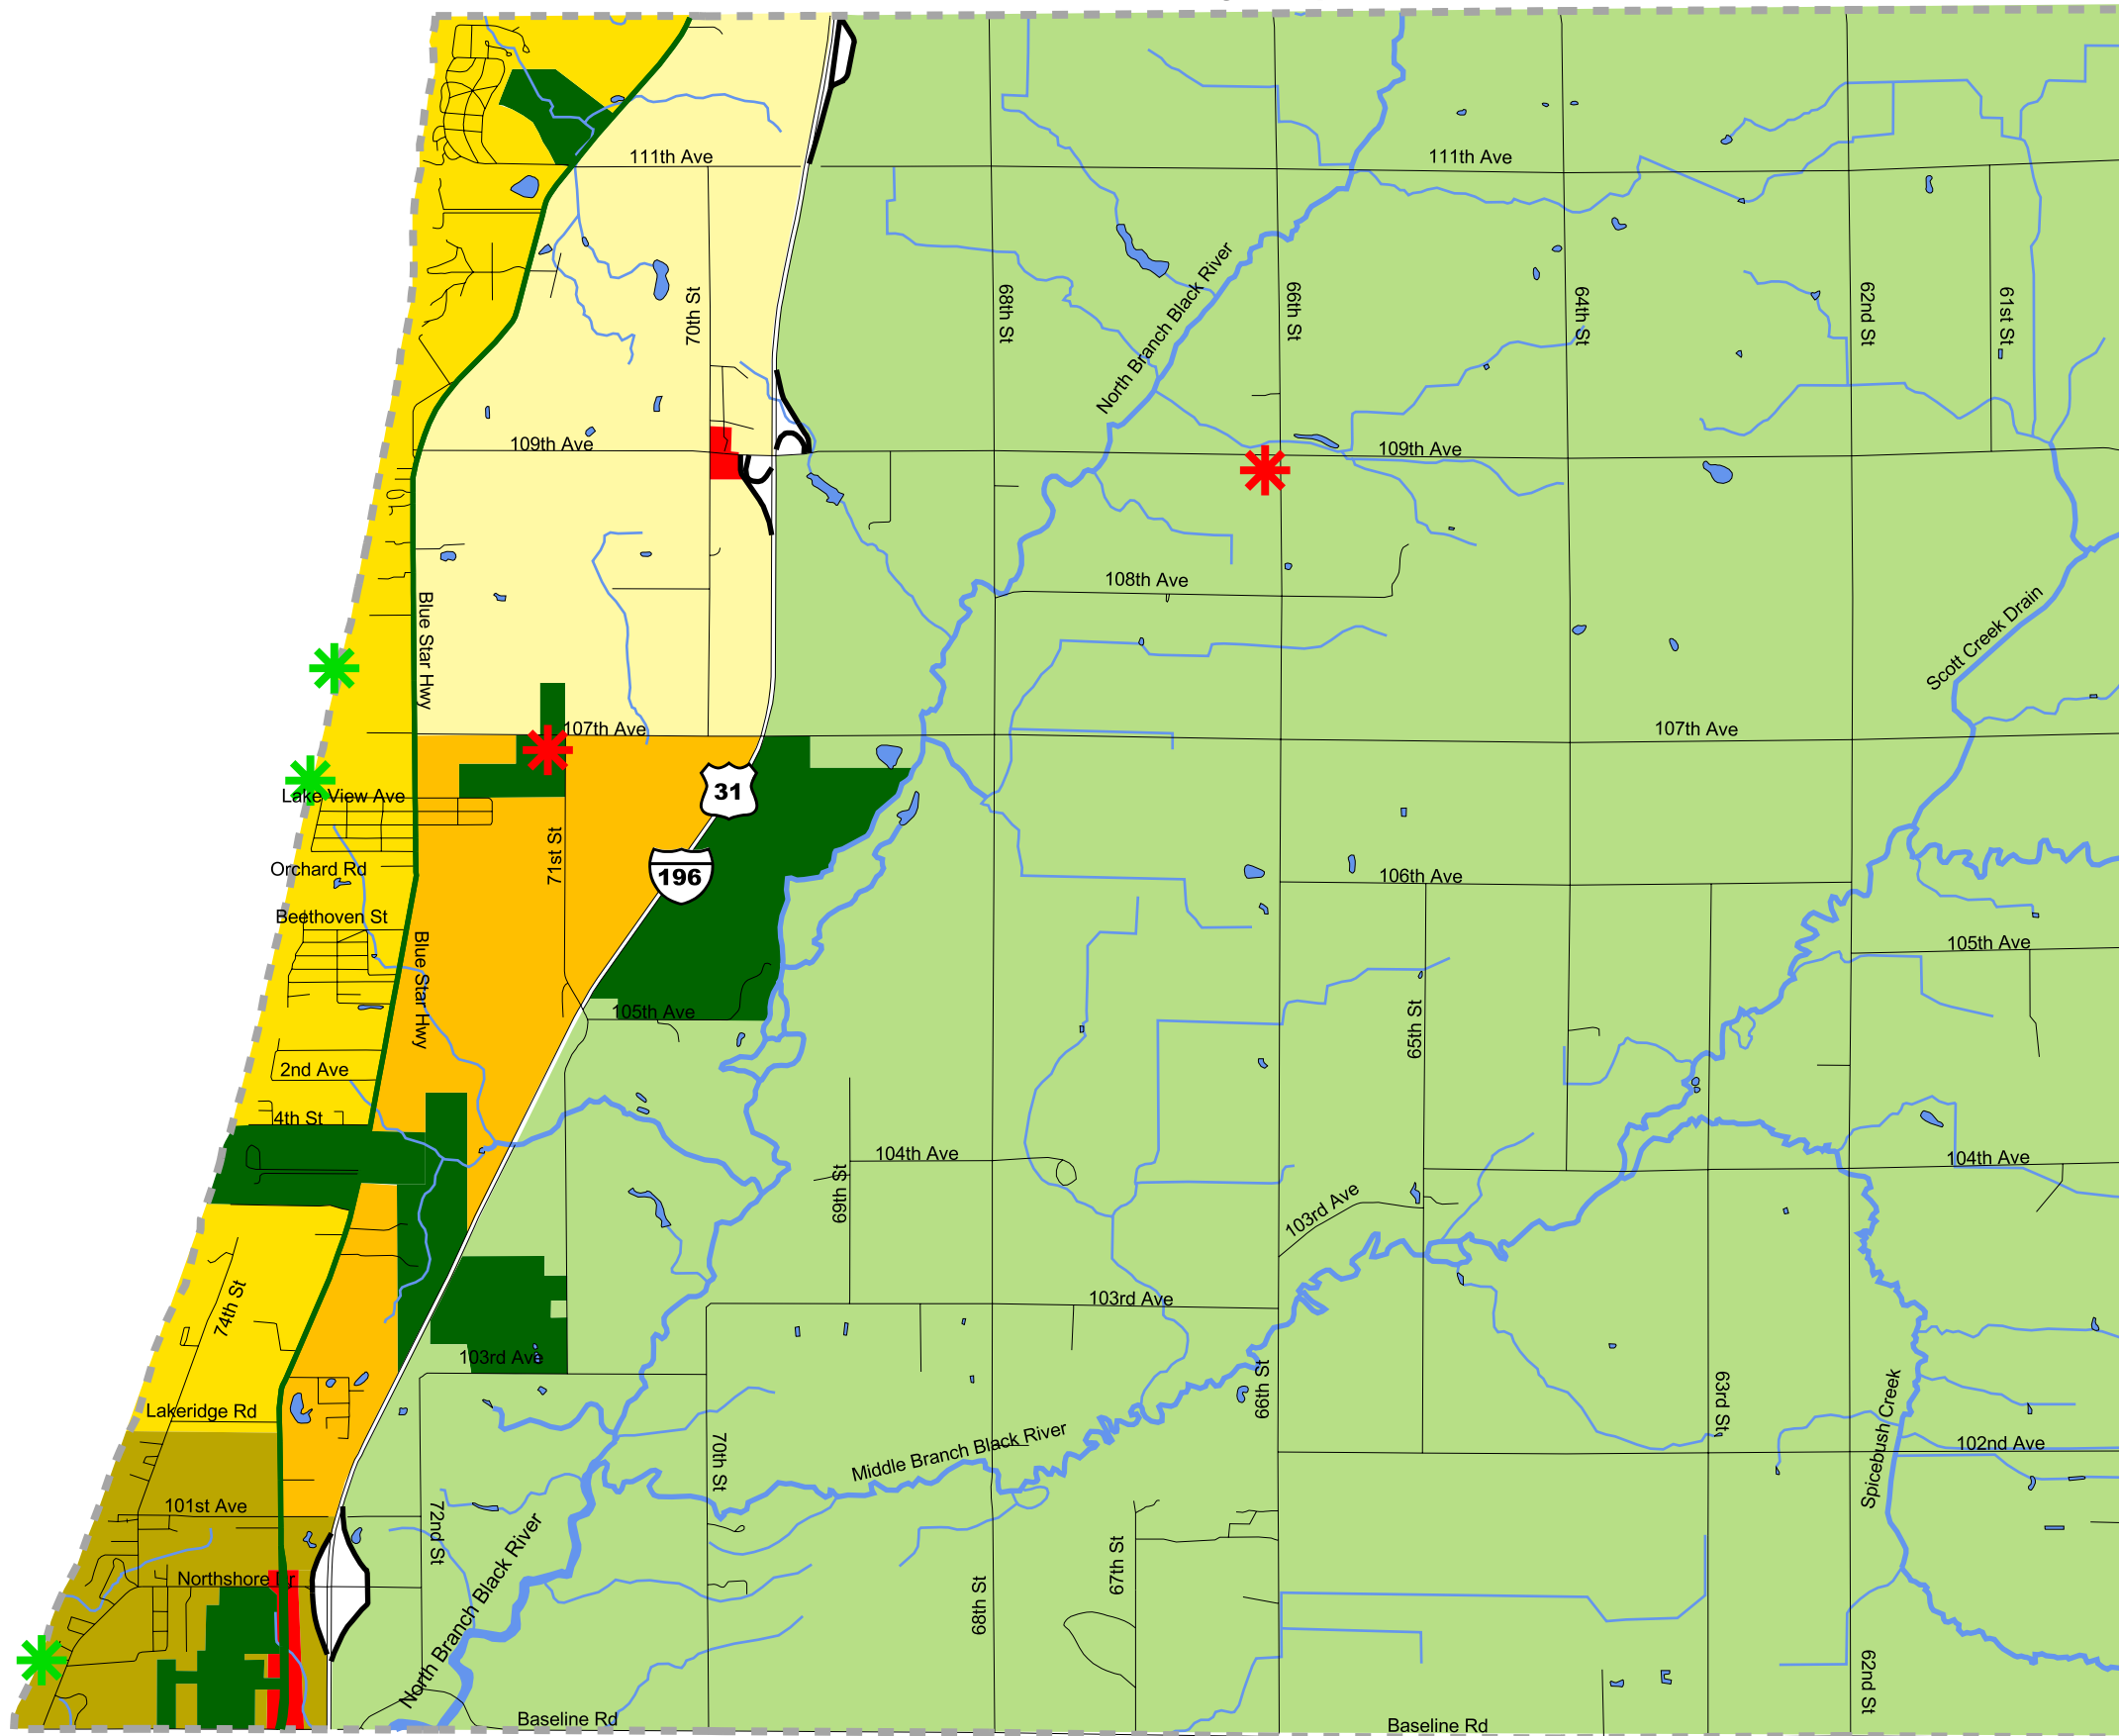 111th Ave
111th Ave
70th St
68th St
North Branch Black River
66th St
64th St
62nd St
61st St
109th Ave
109th Ave
108th Ave
Blue Star Hwy
Scott Creek Drain
107th Ave
107th Ave
31
Lake View Ave
71st St
196
Orchard Rd
106th Ave
Beethoven St
Blue Star Hwy
105th Ave
105th Ave
65th St
2nd Ave
4th St
104th Ave
104th Ave
69th St
103rd Ave
74th St
103rd Ave
103rd Ave
66th St
63rd St
Lakeridge Rd
70th St
Middle Branch Black River
Spicebush Creek
102nd Ave
101st Ave
72nd St
North Branch Black River
67th St
Northshore Dr
68th St
62nd St
Baseline Rd
Baseline Rd